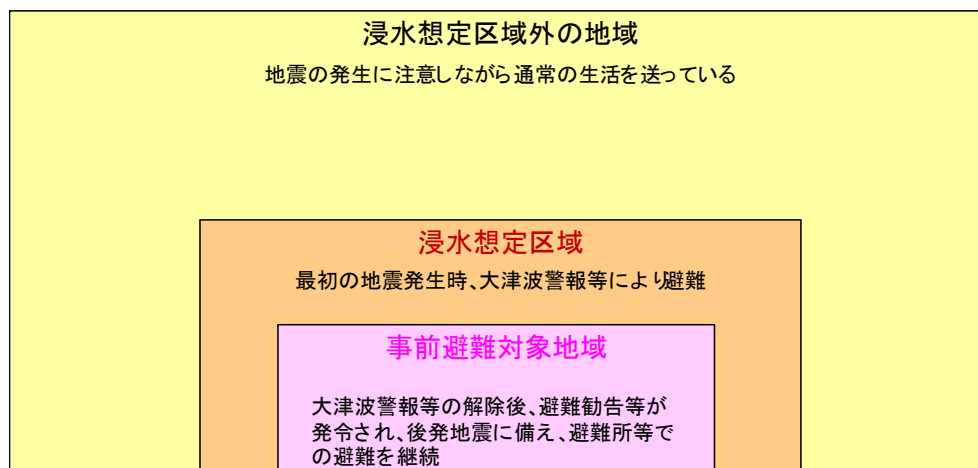 浸水想定区域外の地域
地震の発生に注意しながら通常の生活を送っている
浸水想定区域
最初の地震発生時、大津波警報等により避難
事前避難対象地域
大津波警報等の解除後、避難勧告等が
発令され、後発地震に備え、避難所等で
の避難を継続